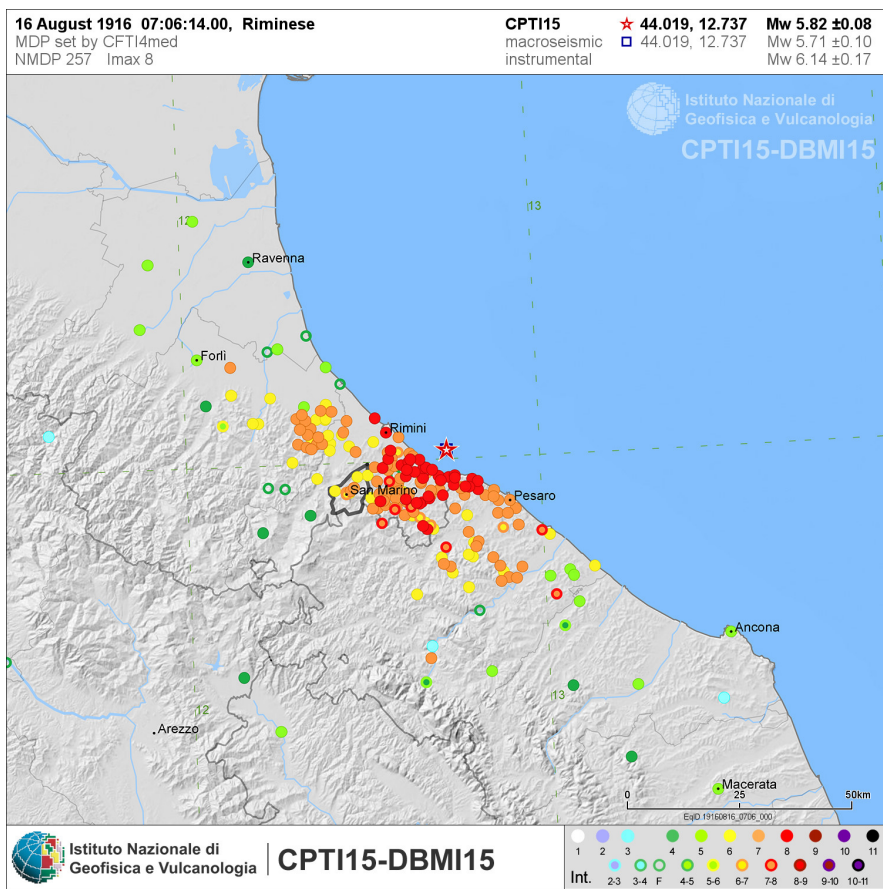 16 August 1916 07:06:14.00, Riminese
MDP set by CFTI4med
NMDP 257 Imax 8
CPTI15 44.019, 12.737 Mw 5.82 ±0.08
macroseismic 44.019, 12.737 Mw 5.71 ±0.10
instrumental Mw 6.14 ±0.17
Istituto Nazionale di
Geofisica e Vulcanologia
CPTI15-DBMI15
13
12
Ravenna
Forlì
Rimini
San Marino
Pesaro
Ancona
13
12
Arezzo
Macerata
0 25 50km
EqID 19160816_0706_000
Istituto Nazionale di
Geofisica e Vulcanologia
CPTI15-DBMI15
1 2 3 4 5 6 7 8 9 10 11
Int. 2-3 3-4 F 4-5 5-6 6-7 7-8 8-9 9-10 10-11